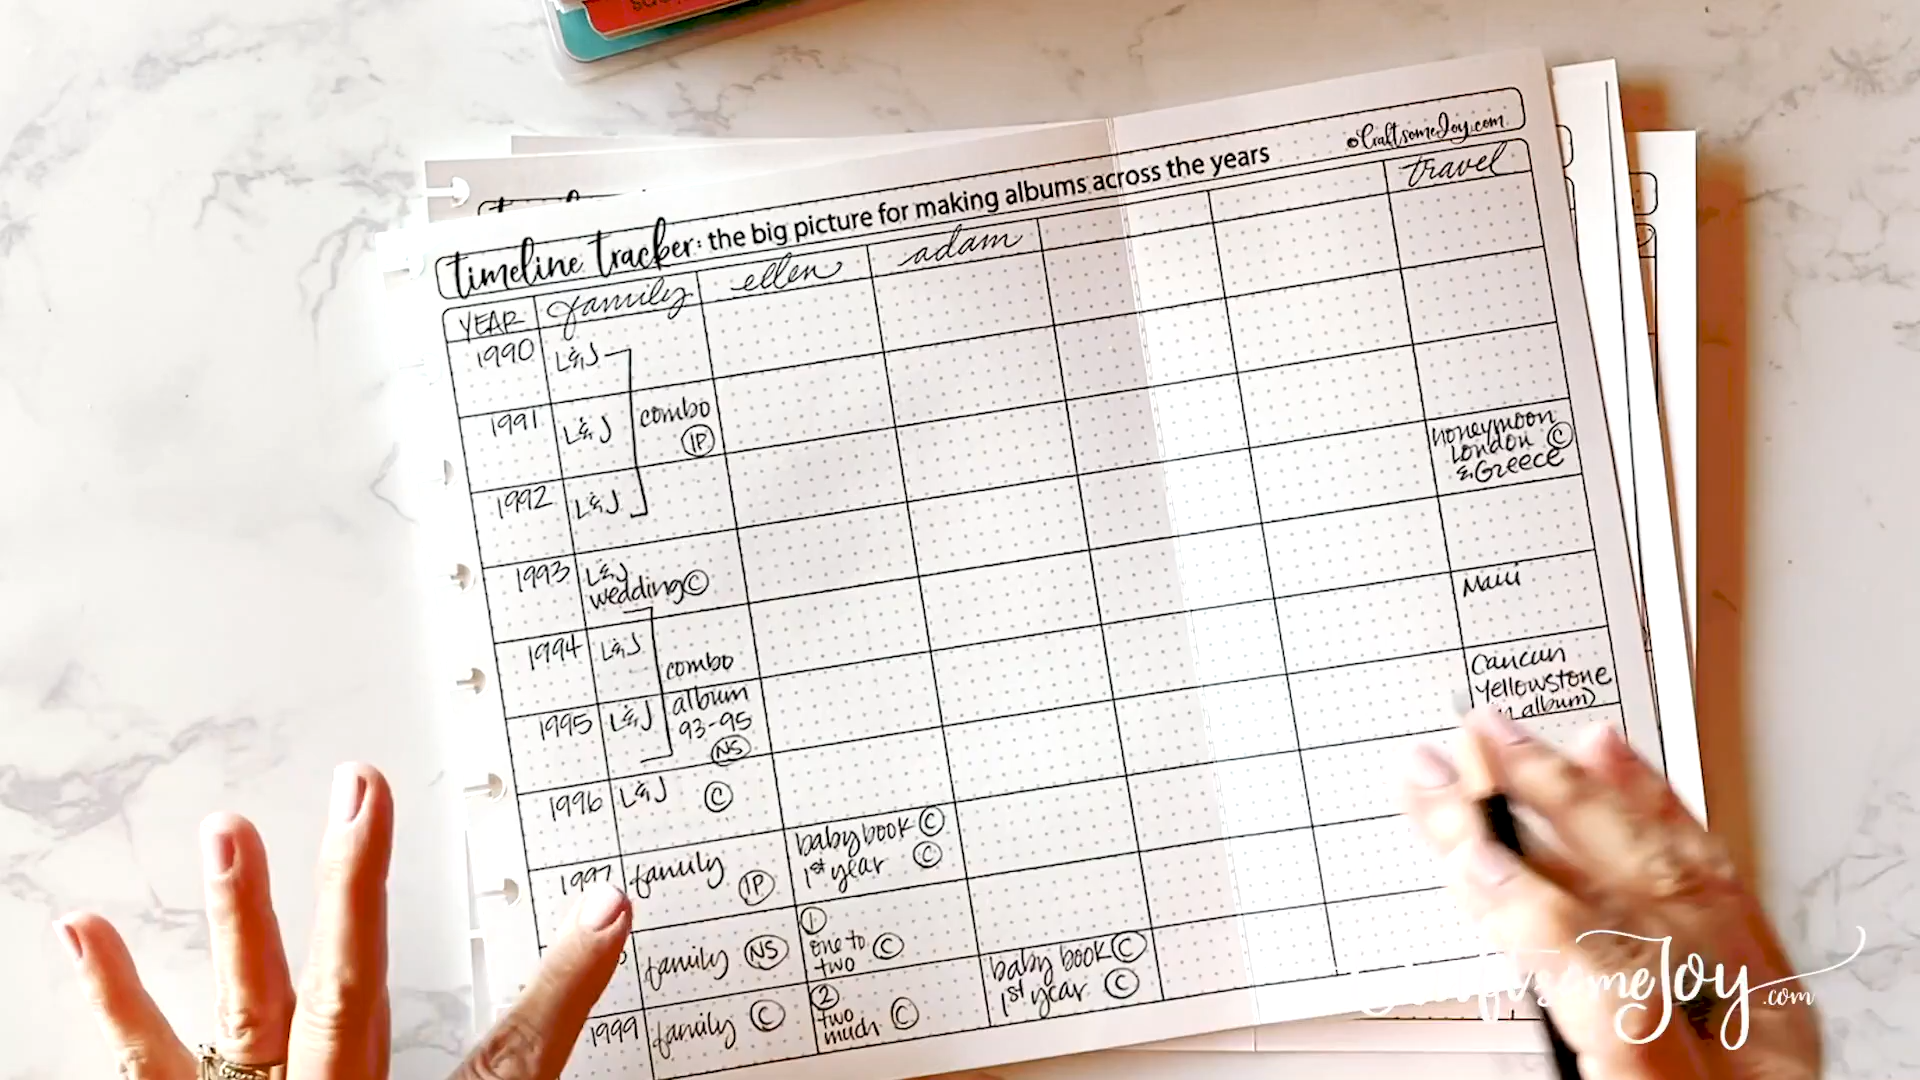 timeline tracker: the big picture for making albums across the years ©CraftsomeJoy.com
YEAR family ellen adam travel
1990 L&J
1991 L&J combo
IP
honeymoon
london C
& Greece
1992 L&J
1993 L&J
wedding C
Maui
1994 L&J
combo
1995 L&J album
93-95
NS
Cancun
Yellowstone
album)
1996 L&J C
1997 family IP
baby book C
1st year C
family NS
1
one to C
two
1999 family C
2
two
much C
baby book C
1st year C
CraftsomeJoy.com